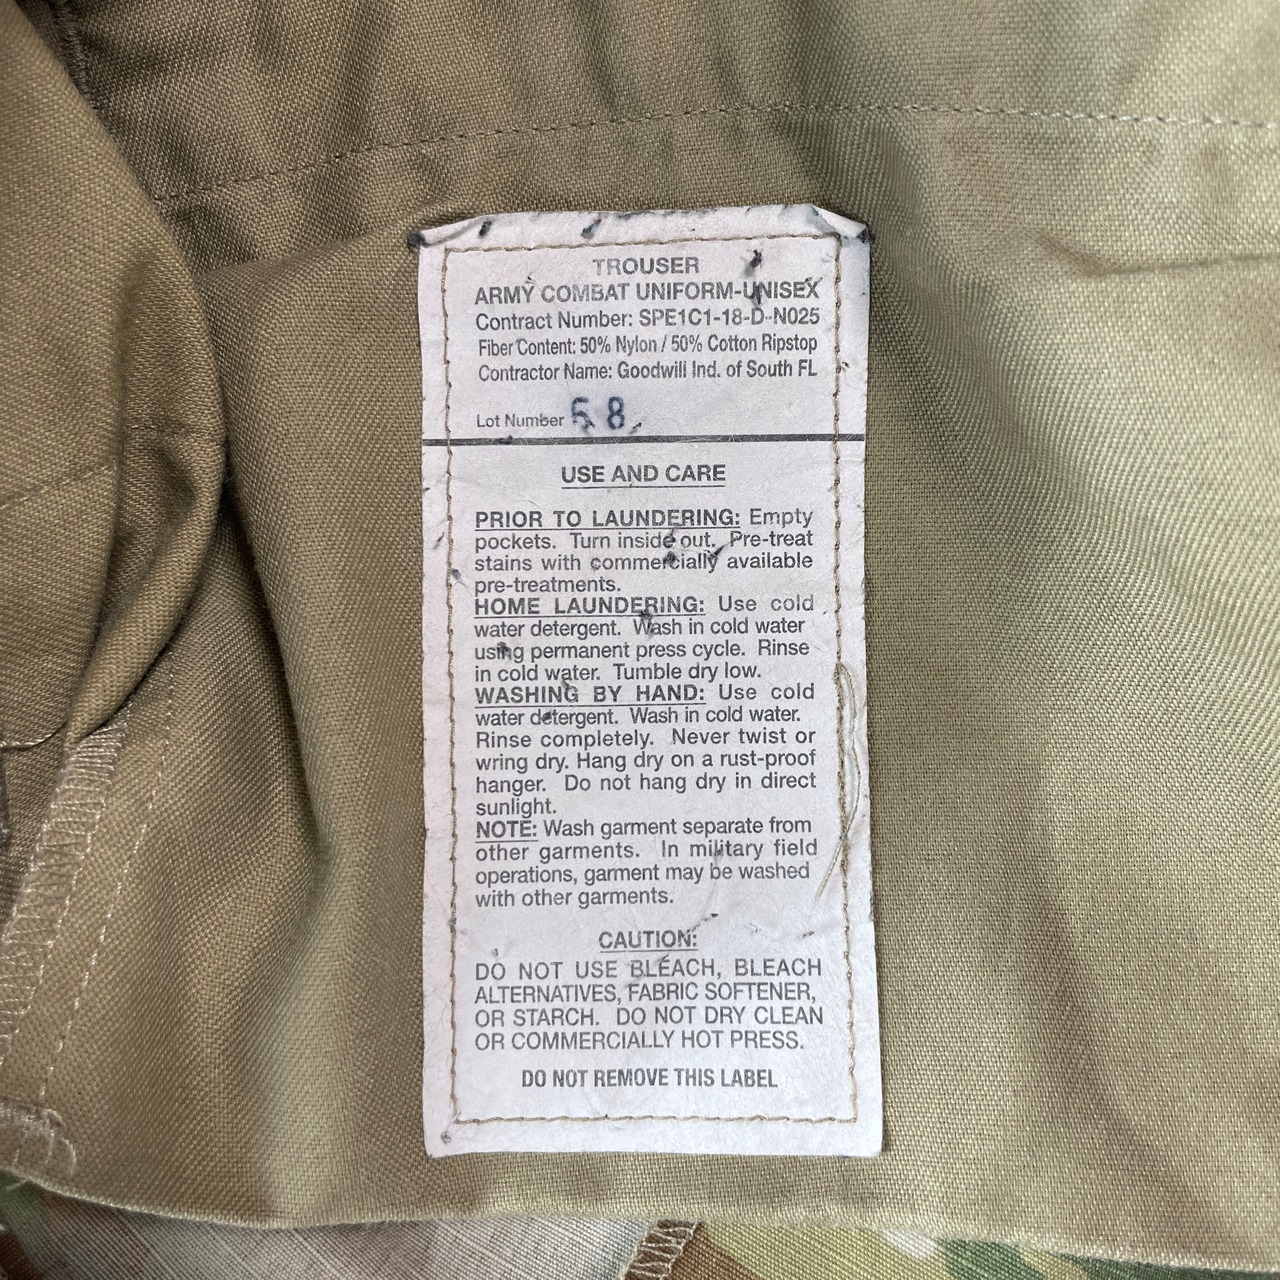 TROUSER
ARMY COMBAT UNIFORM-UNISEX
Contract Number: SPE1C1-18-D-N025
Fiber Content: 50% Nylon / 50% Cotton Ripstop
Contractor Name: Goodwill Ind. of South FL
Lot Number 58
USE AND CARE
PRIOR TO LAUNDERING: Empty
pockets. Turn inside out. Pre-treat
stains with commercially available
pre-treatments.
HOME LAUNDERING: Use cold
water detergent. Wash in cold water
using permanent press cycle. Rinse
in cold water. Tumble dry low.
WASHING BY HAND: Use cold
water detergent. Wash in cold water.
Rinse completely. Never twist or
wring dry. Hang dry on a rust-proof
hanger. Do not hang dry in direct
sunlight.
NOTE: Wash garment separate from
other garments. In military field
operations, garment may be washed
with other garments.
CAUTION:
DO NOT USE BLEACH, BLEACH
ALTERNATIVES, FABRIC SOFTENER,
OR STARCH. DO NOT DRY CLEAN
OR COMMERCIALLY HOT PRESS.
DO NOT REMOVE THIS LABEL